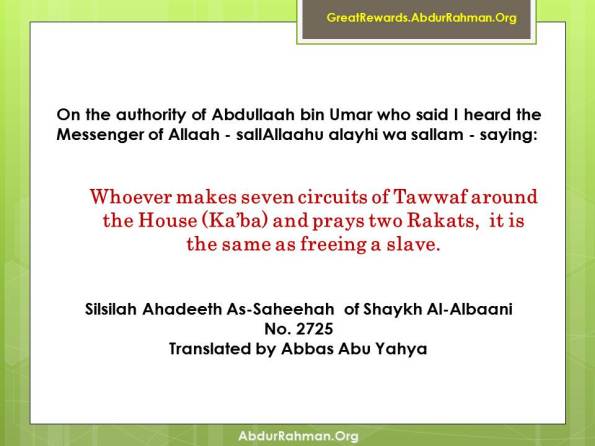 GreatRewards.AbdurRahman.Org
On the authority of Abdullaah bin Umar who said I heard the
Messenger of Allaah - sallAllaahu alayhi wa sallam - saying:
Whoever makes seven circuits of Tawwaf around
the House (Ka’ba) and prays two Rakats,  it is
the same as freeing a slave.
Silsilah Ahadeeth As-Saheehah  of Shaykh Al-Albaani
No. 2725
Translated by Abbas Abu Yahya
AbdurRahman.Org